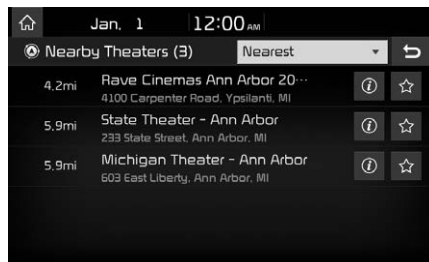 Jan. 1 12:00 AM
Nearby Theaters (3) Nearest
4.2mi Rave Cinemas Ann Arbor 20···
4100 Carpenter Road, Ypsilanti, MI
5.9mi State Theater - Ann Arbor
233 State Street, Ann Arbor, MI
5.9mi Michigan Theater - Ann Arbor
603 East Liberty, Ann Arbor, MI